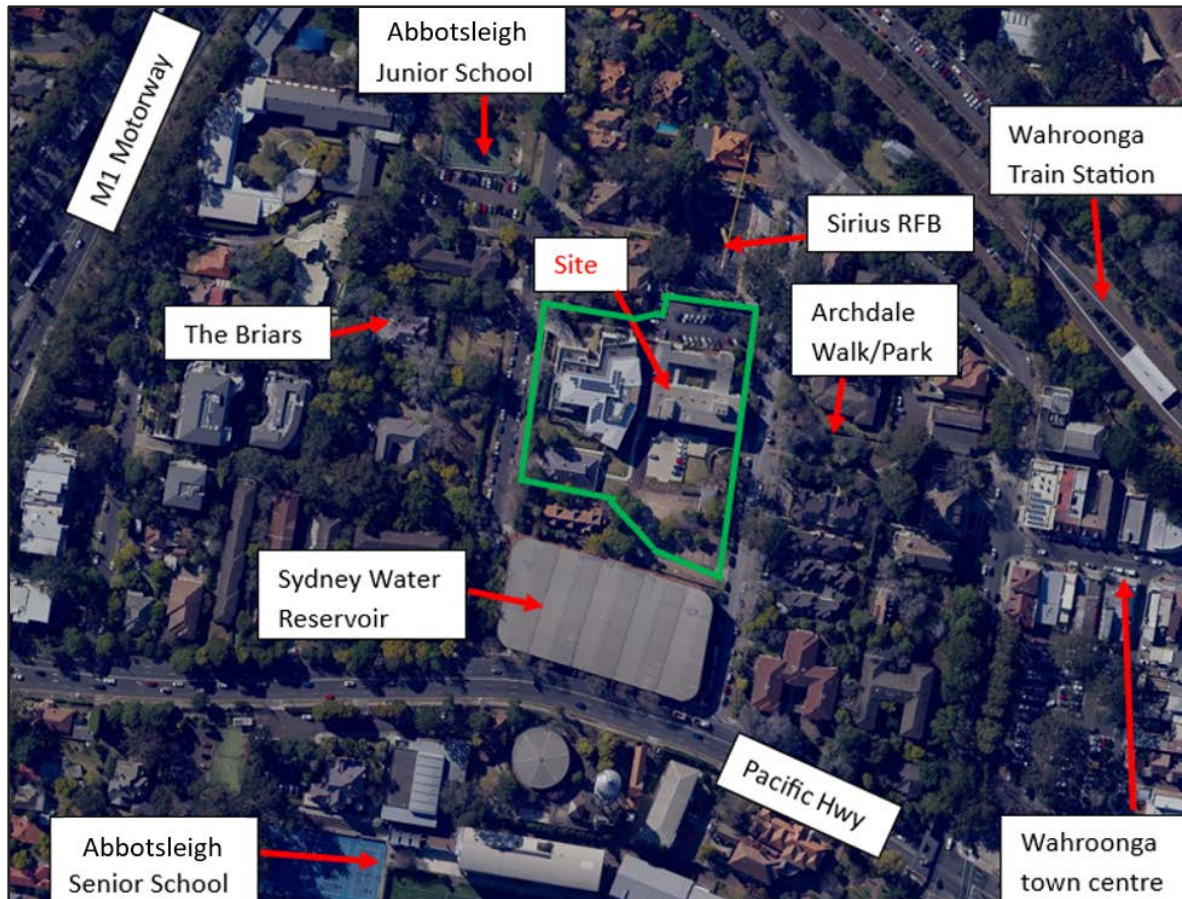 Abbotsleigh
Junior School
M1 Motorway
Wahroonga
Train Station
Sirius RFB
Site
Archdale
Walk/Park
The Briars
Sydney Water
Reservoir
Pacific Hwy
Abbotsleigh
Senior School
Wahroonga
town centre